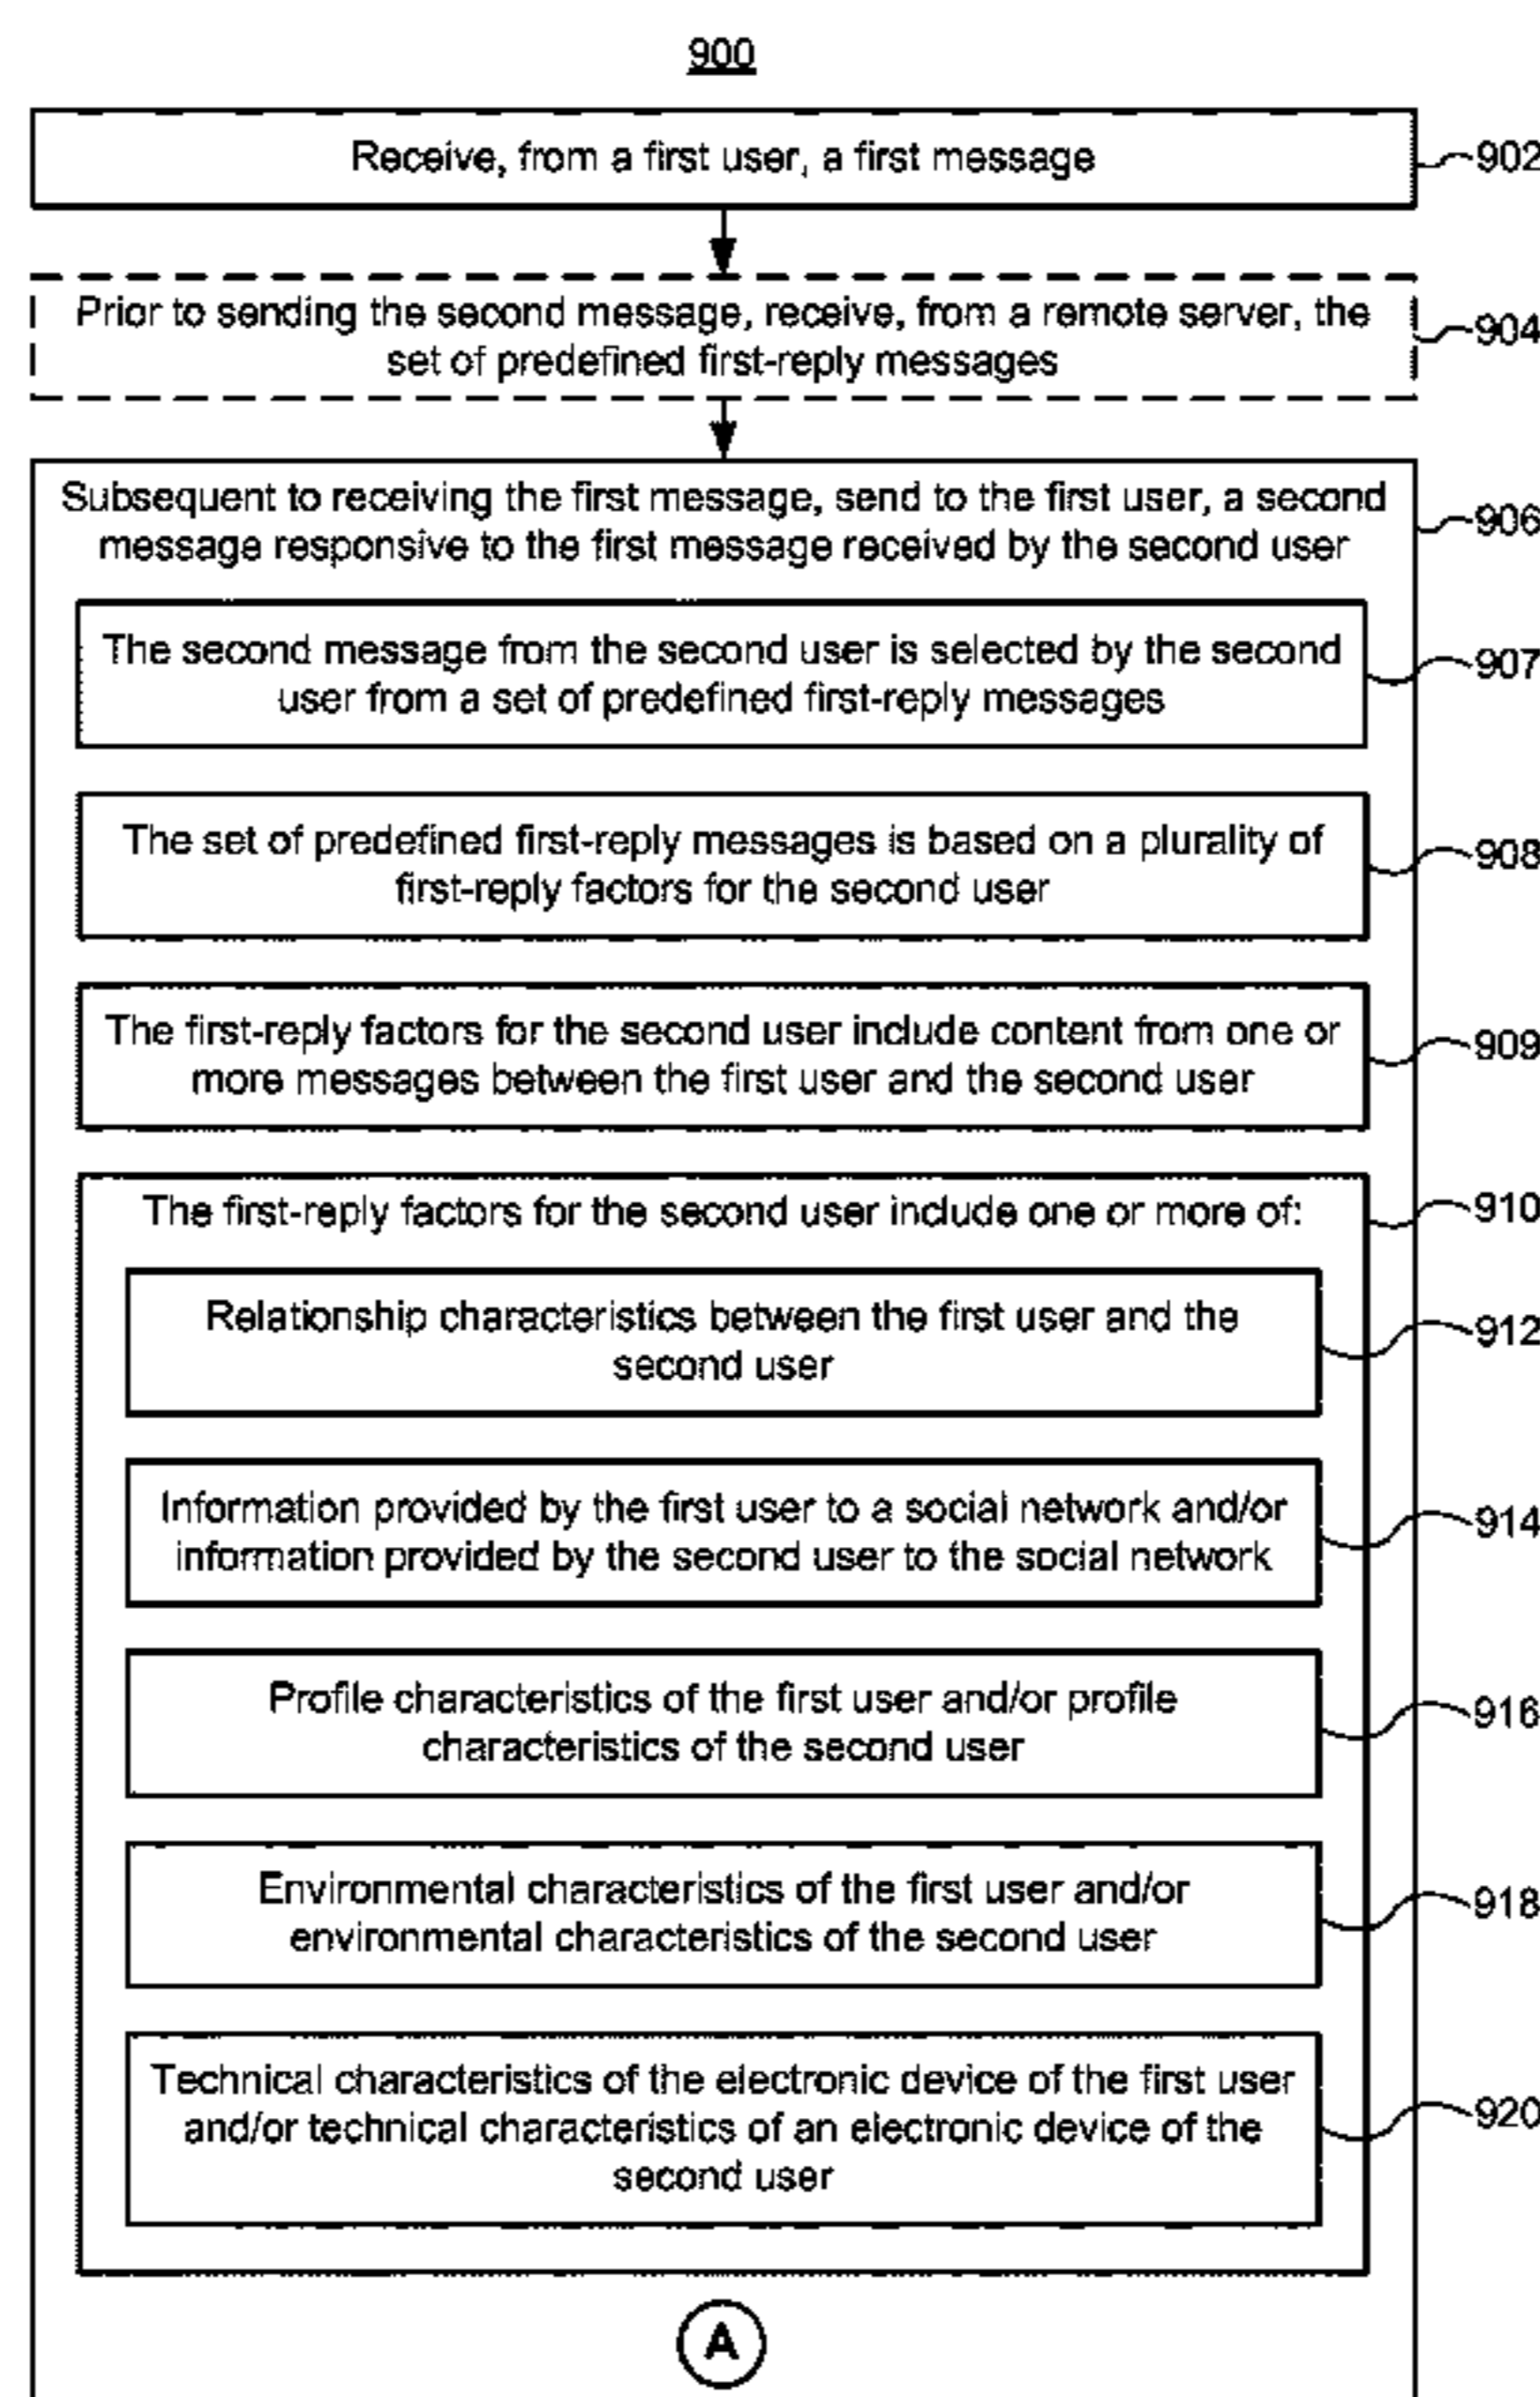 900
Receive, from a first user, a first message
902
Prior to sending the second message, receive, from a remote server, the
set of predefined first-reply messages
904
Subsequent to receiving the first message, send to the first user, a second
message responsive to the first message received by the second user
906
The second message from the second user is selected by the second
user from a set of predefined first-reply messages
907
The set of predefined first-reply messages is based on a plurality of
first-reply factors for the second user
908
The first-reply factors for the second user include content from one or
more messages between the first user and the second user
909
The first-reply factors for the second user include one or more of:
910
Relationship characteristics between the first user and the
second user
912
Information provided by the first user to a social network and/or
information provided by the second user to the social network
914
Profile characteristics of the first user and/or profile
characteristics of the second user
916
Environmental characteristics of the first user and/or
environmental characteristics of the second user
918
Technical characteristics of the electronic device of the first user
and/or technical characteristics of an electronic device of the
second user
920
A